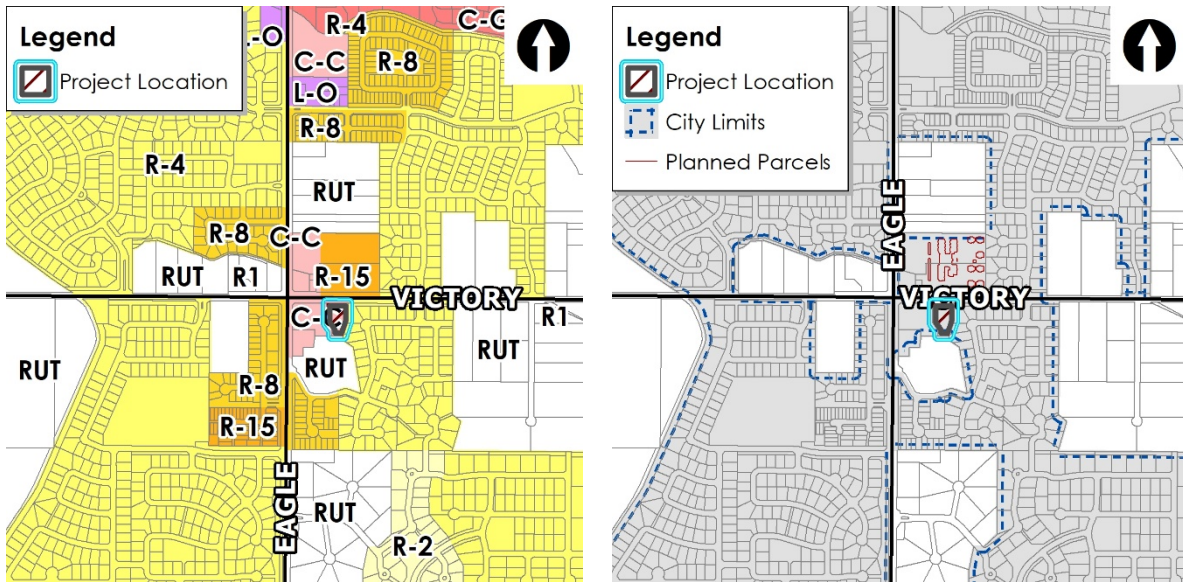 Legend
Project Location
L-O
R-4
C-G
C-C
R-8
L-O
R-8
R-4
RUT
R-8
C-C
RUT
R1
R-15
VICTORY
R1
RUT
RUT
RUT
R-8
R-15
EAGLE
RUT
R-2
Legend
Project Location
City Limits
Planned Parcels
EAGLE
VICTORY